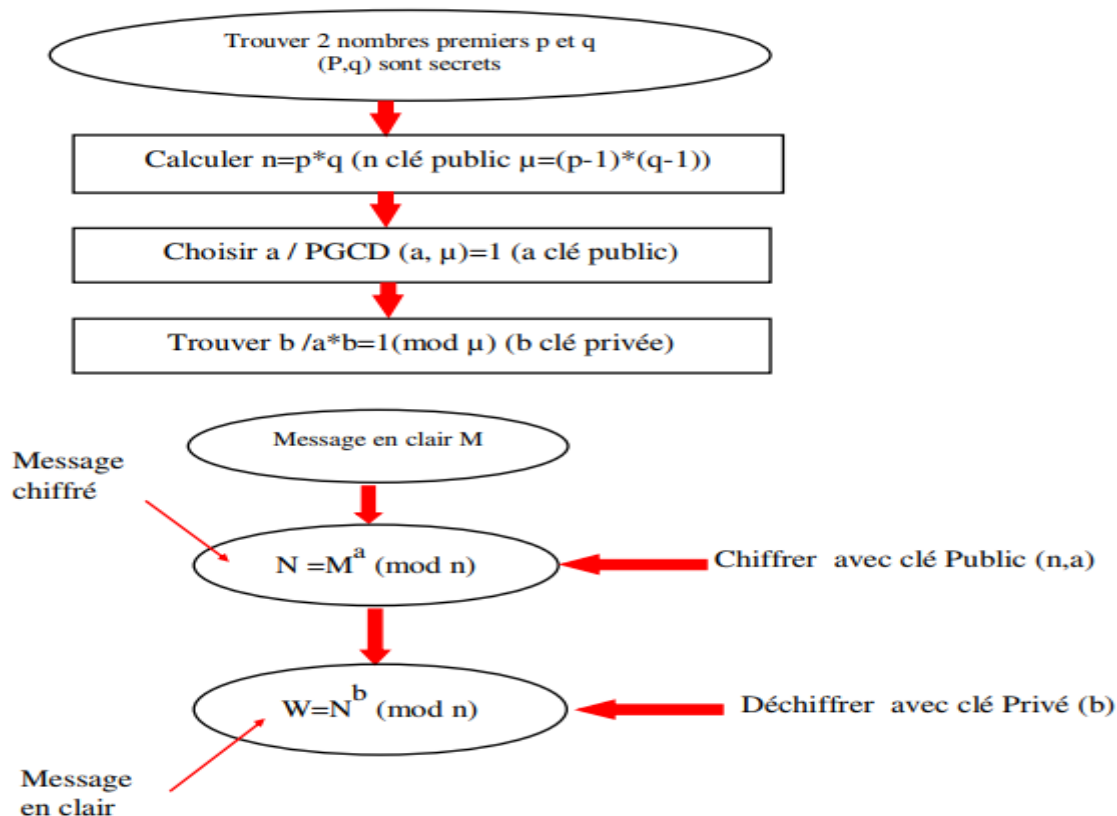 Trouver 2 nombres premiers p et q
(P,q) sont secrets
Calculer n=p*q (n clé public µ=(p-1)*(q-1))
Choisir a / PGCD (a, µ)=1 (a clé public)
Trouver b /a*b=1(mod µ) (b clé privée)
Message en clair M
Message
chiffré
N =M^a (mod n)
Chiffrer avec clé Public (n,a)
W=N^b (mod n)
Déchiffrer avec clé Privé (b)
Message
en clair